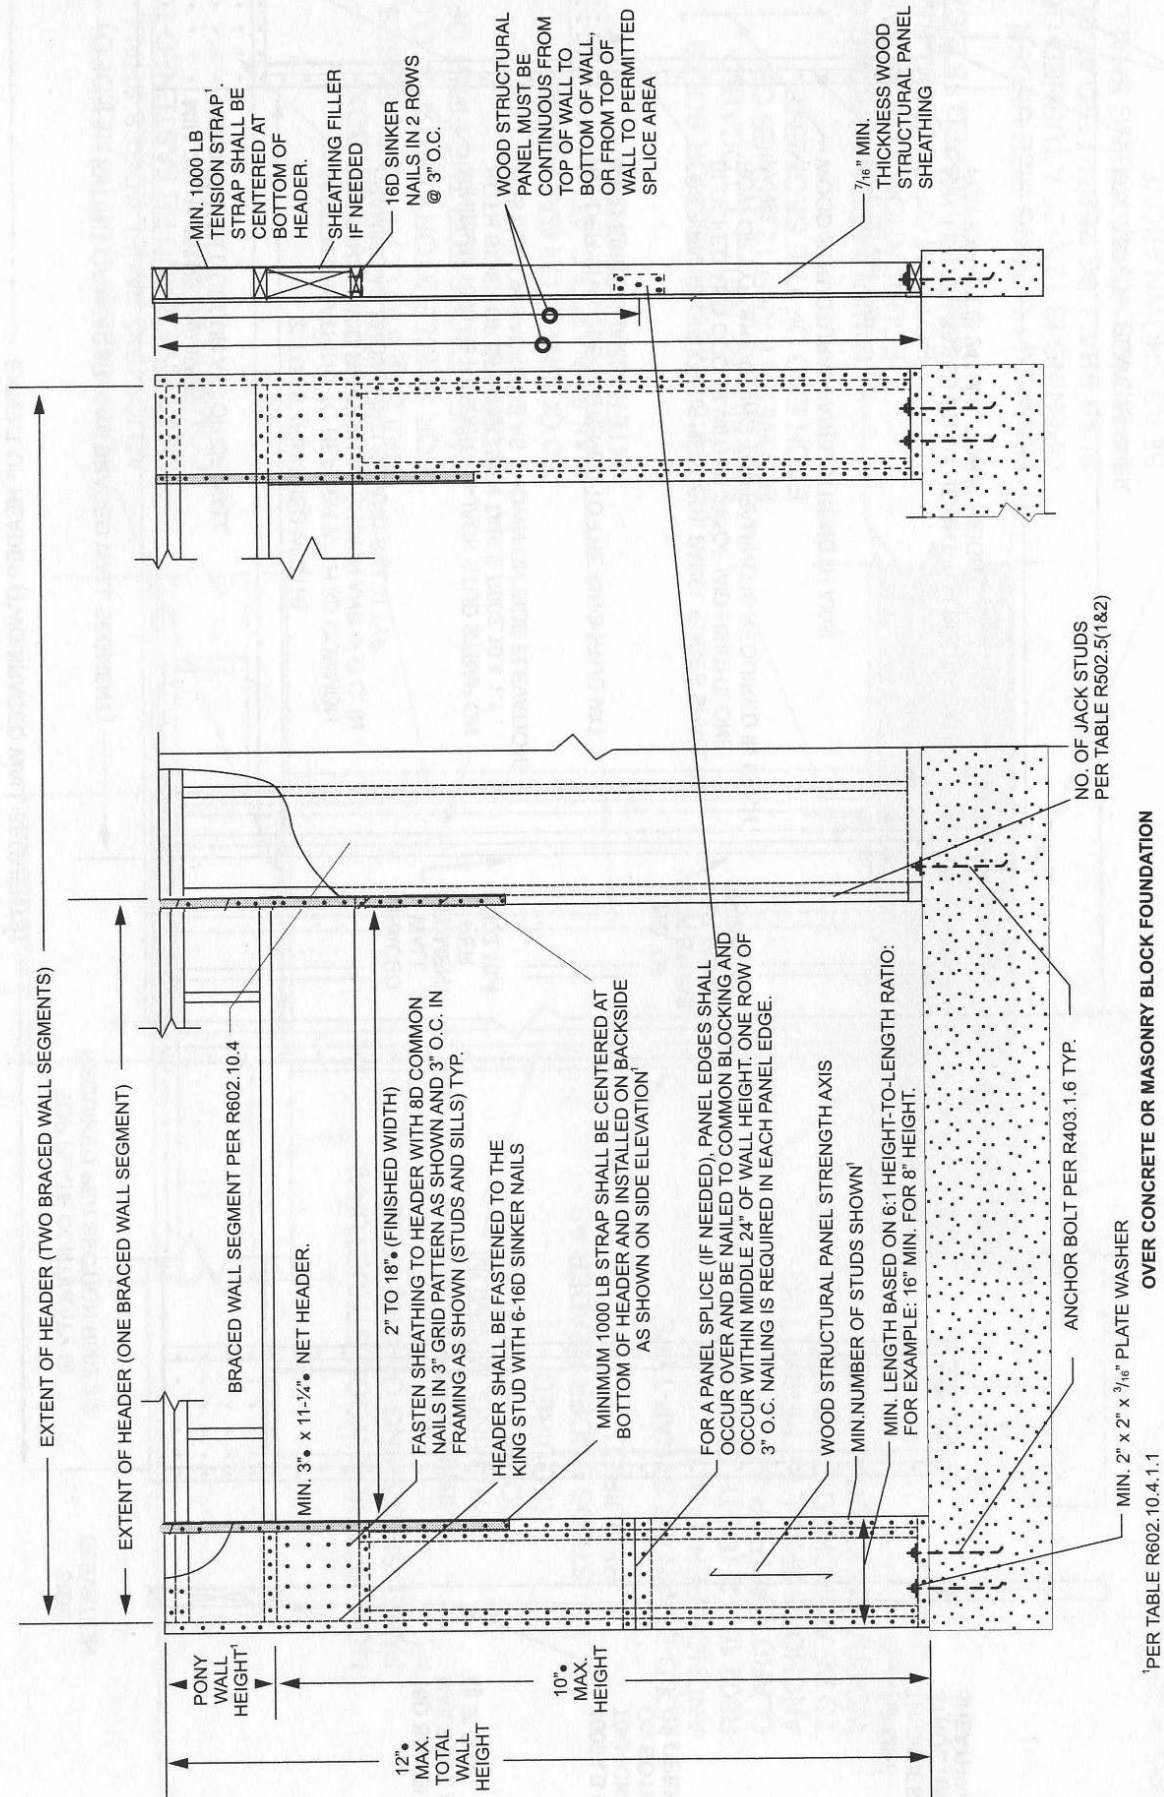 EXTENT OF HEADER (TWO BRACED WALL SEGMENTS)
EXTENT OF HEADER (ONE BRACED WALL SEGMENT)
PONY
WALL
HEIGHT¹
12"•
MAX.
TOTAL
WALL
HEIGHT
10"•
MAX.
HEIGHT
BRACED WALL SEGMENT PER R602.10.4
MIN. 3"• x 11-¼"• NET HEADER.
2" TO 18"• (FINISHED WIDTH)
FASTEN SHEATHING TO HEADER WITH 8D COMMON
NAILS IN 3" GRID PATTERN AS SHOWN AND 3" O.C. IN
FRAMING AS SHOWN (STUDS AND SILLS) TYP.
HEADER SHALL BE FASTENED TO THE
KING STUD WITH 6-16D SINKER NAILS
MINIMUM 1000 LB STRAP SHALL BE CENTERED AT
BOTTOM OF HEADER AND INSTALLED ON BACKSIDE
AS SHOWN ON SIDE ELEVATION¹
FOR A PANEL SPLICE (IF NEEDED), PANEL EDGES SHALL
OCCUR OVER AND BE NAILED TO COMMON BLOCKING AND
OCCUR WITHIN MIDDLE 24" OF WALL HEIGHT. ONE ROW OF
3" O.C. NAILING IS REQUIRED IN EACH PANEL EDGE.
WOOD STRUCTURAL PANEL STRENGTH AXIS
MIN.NUMBER OF STUDS SHOWN¹
MIN. LENGTH BASED ON 6:1 HEIGHT-TO-LENGTH RATIO:
FOR EXAMPLE: 16" MIN. FOR 8" HEIGHT.
NO. OF JACK STUDS
PER TABLE R502.5(1&2)
ANCHOR BOLT PER R403.1.6 TYP.
MIN. 2" x 2" x 3/16" PLATE WASHER
MIN. 1000 LB
TENSION STRAP¹.
STRAP SHALL BE
CENTERED AT
BOTTOM OF
HEADER.
SHEATHING FILLER
IF NEEDED
16D SINKER
NAILS IN 2 ROWS
@ 3" O.C.
WOOD STRUCTURAL
PANEL MUST BE
CONTINUOUS FROM
TOP OF WALL TO
BOTTOM OF WALL,
OR FROM TOP OF
WALL TO PERMITTED
SPLICE AREA
7/16" MIN.
THICKNESS WOOD
STRUCTURAL PANEL
SHEATHING
OVER CONCRETE OR MASONRY BLOCK FOUNDATION
¹PER TABLE R602.10.4.1.1